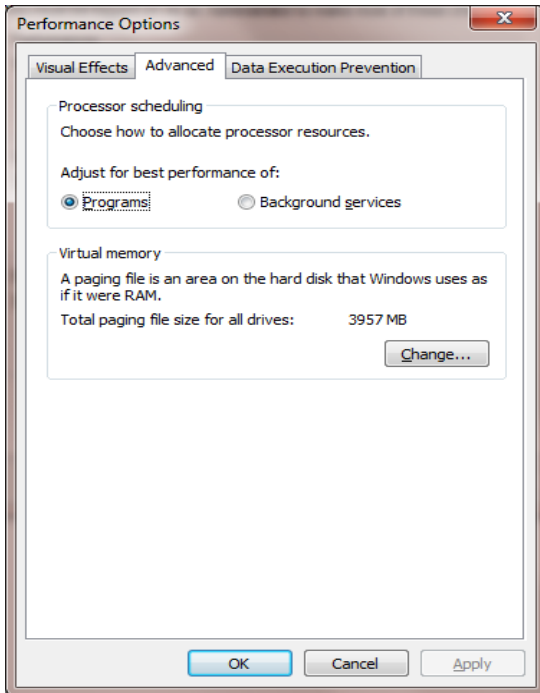 Performance Options
Visual Effects Advanced Data Execution Prevention
Processor scheduling
Choose how to allocate processor resources.
Adjust for best performance of:
Programs Background services
Virtual memory
A paging file is an area on the hard disk that Windows uses as
if it were RAM.
Total paging file size for all drives: 3957 MB
Change...
OK Cancel Apply